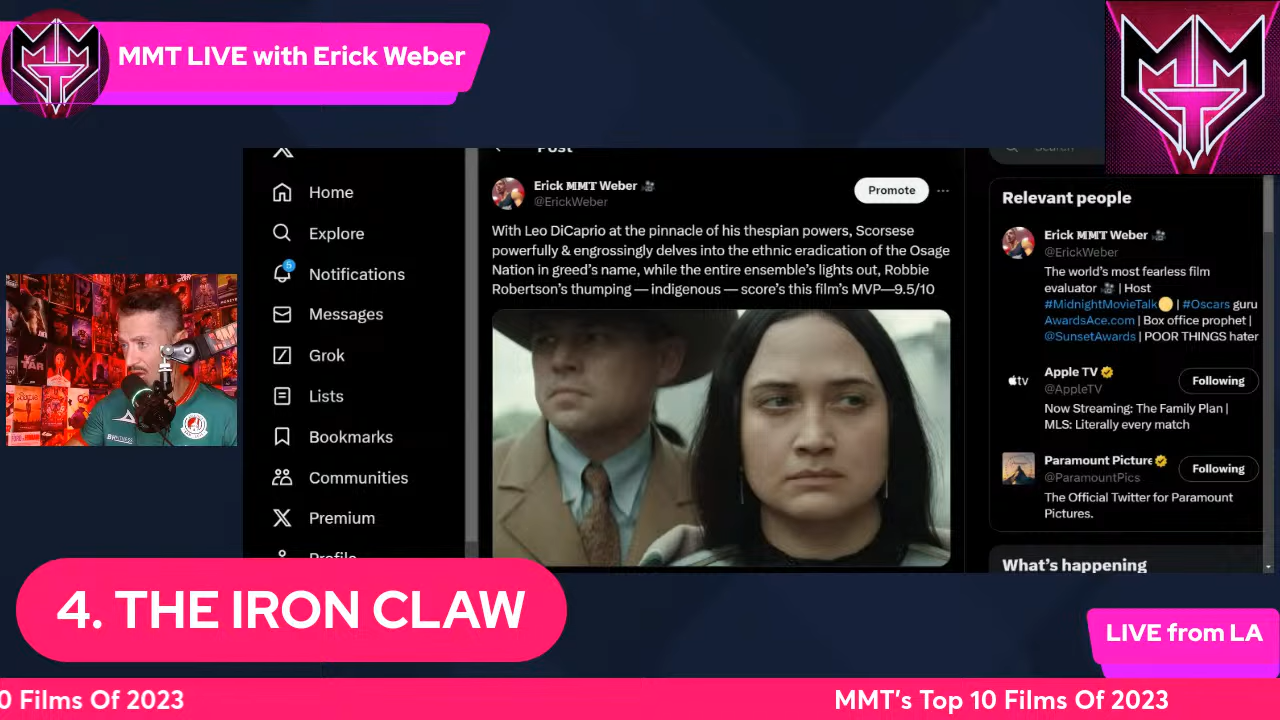 MMT LIVE with Erick Weber
Post
Home
Explore
5
Notifications
Messages
Grok
Lists
Bookmarks
Communities
Premium
Profile
Erick MMT Weber
@ErickWeber
Promote
With Leo DiCaprio at the pinnacle of his thespian powers, Scorsese
powerfully & engrossingly delves into the ethnic eradication of the Osage
Nation in greed's name, while the entire ensemble's lights out, Robbie
Robertson's thumping — indigenous — score's this film's MVP—9.5/10
Search
Relevant people
Erick MMT Weber
@ErickWeber
The world's most fearless film
evaluator | Host
#MidnightMovieTalk | #Oscars guru
AwardsAce.com | Box office prophet |
@SunsetAwards | POOR THINGS hater
Apple TV
@AppleTV
Following
Now Streaming: The Family Plan |
MLS: Literally every match
Paramount Picture
@ParamountPics
Following
The Official Twitter for Paramount
Pictures.
What's happening
TÁR
4. THE IRON CLAW
LIVE from LA
0 Films Of 2023
MMT's Top 10 Films Of 2023